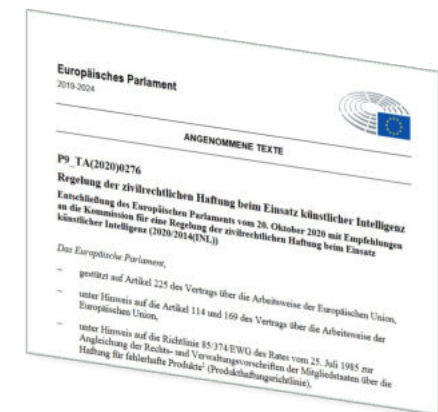 Europäisches Parlament
2019-2024
ANGENOMMENE TEXTE
P9_TA(2020)0276
Regelung der zivilrechtlichen Haftung beim Einsatz künstlicher Intelligenz
Entschließung des Europäischen Parlaments vom 20. Oktober 2020 mit Empfehlungen
an die Kommission für eine Regelung der zivilrechtlichen Haftung beim Einsatz
künstlicher Intelligenz (2020/2014(INL))
Das Europäische Parlament,
– gestützt auf Artikel 225 des Vertrags über die Arbeitsweise der Europäischen Union,
– unter Hinweis auf die Artikel 114 und 169 des Vertrags über die Arbeitsweise der
Europäischen Union,
– unter Hinweis auf die Richtlinie 85/374/EWG des Rates vom 25. Juli 1985 zur
Angleichung der Rechts- und Verwaltungsvorschriften der Mitgliedstaaten über die
Haftung für fehlerhafte Produkte¹ (Produkthaftungsrichtlinie),